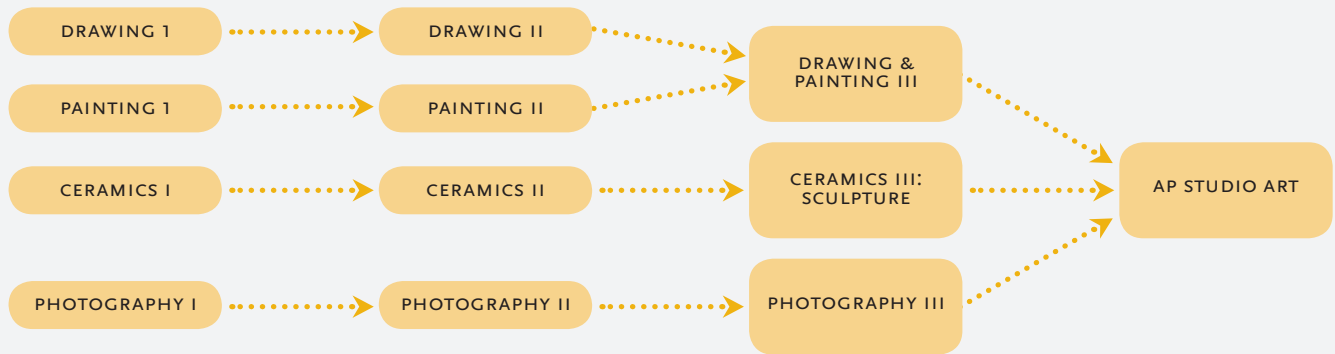 DRAWING 1
DRAWING II
DRAWING &
PAINTING III
PAINTING 1
PAINTING II
CERAMICS I
CERAMICS II
CERAMICS III:
SCULPTURE
AP STUDIO ART
PHOTOGRAPHY I
PHOTOGRAPHY II
PHOTOGRAPHY III